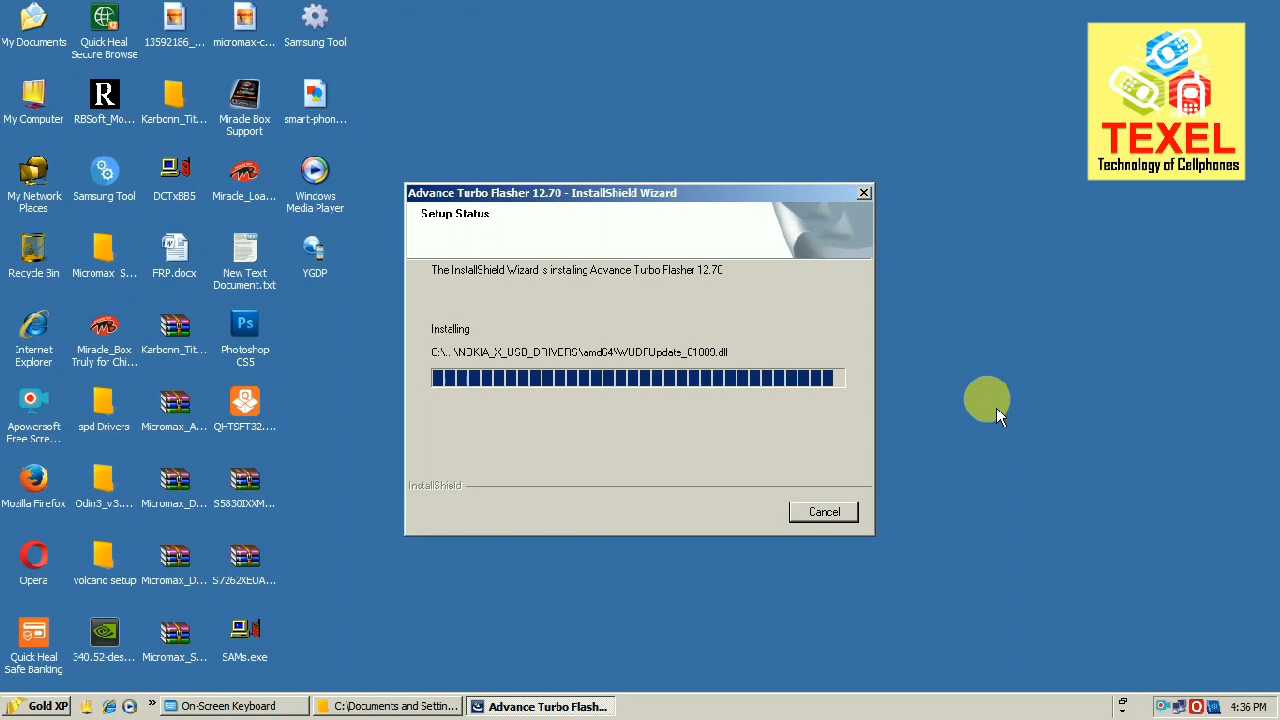 My Documents
Quick Heal
Secure Browse
13592186_...
micromax-c...
Samsung Tool
My Computer
R
RBSoft_Mo...
Karbonn_Tit...
Miracle Box
Support
smart-phon...
My Network
Places
Samsung Tool
DCTxBB5
Miracle_Loa...
Windows
Media Player
Recycle Bin
Micromax_S...
FRP.docx
New Text
Document.txt
YGDP
Internet
Explorer
Miracle_Box
Truly for Chi...
Karbonn_Tit...
Ps
Photoshop
CS5
Apowersoft
Free Scre...
spd Drivers
Micromax_A...
QHTSFT32....
Mozilla Firefox
Odin3_v3....
Micromax_D...
S5830IXXM...
Opera
volcano setup
Micromax_D...
S7262XEUA...
Quick Heal
Safe Banking
340.52-des...
Micromax_S...
SAMs.exe
TEXEL
Technology of Cellphones
Advance Turbo Flasher 12.70 - InstallShield Wizard
Setup Status
The InstallShield Wizard is installing Advance Turbo Flasher 12.70
Installing
C:\...\NOKIA_X_USB_DRIVERS\amd64\WUDFUpdate_01009.dll
InstallShield
Cancel
Gold XP
On-Screen Keyboard
C:\Documents and Settin...
Advance Turbo Flash...
4:36 PM